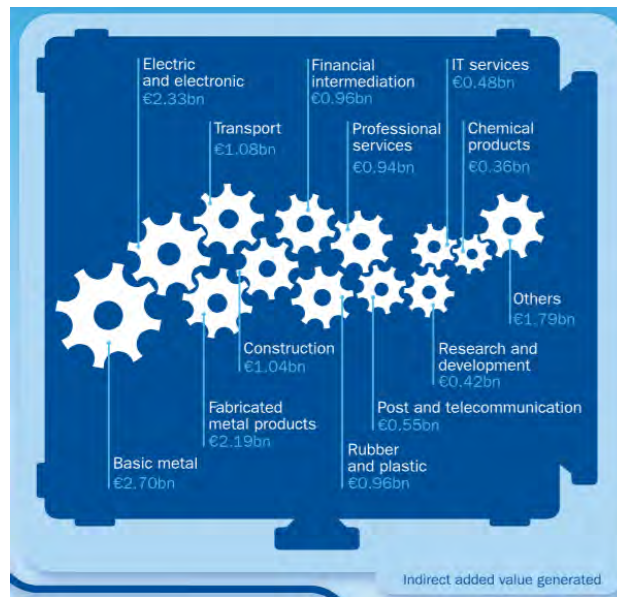 Electric
and electronic
€2.33bn
Financial
intermediation
€0.96bn
IT services
€0.48bn
Transport
€1.08bn
Professional
services
€0.94bn
Chemical
products
€0.36bn
Others
€1.79bn
Construction
€1.04bn
Research and
development
€0.42bn
Fabricated
metal products
€2.19bn
Post and telecommunication
€0.55bn
Basic metal
€2.70bn
Rubber
and plastic
€0.96bn
Indirect added value generated